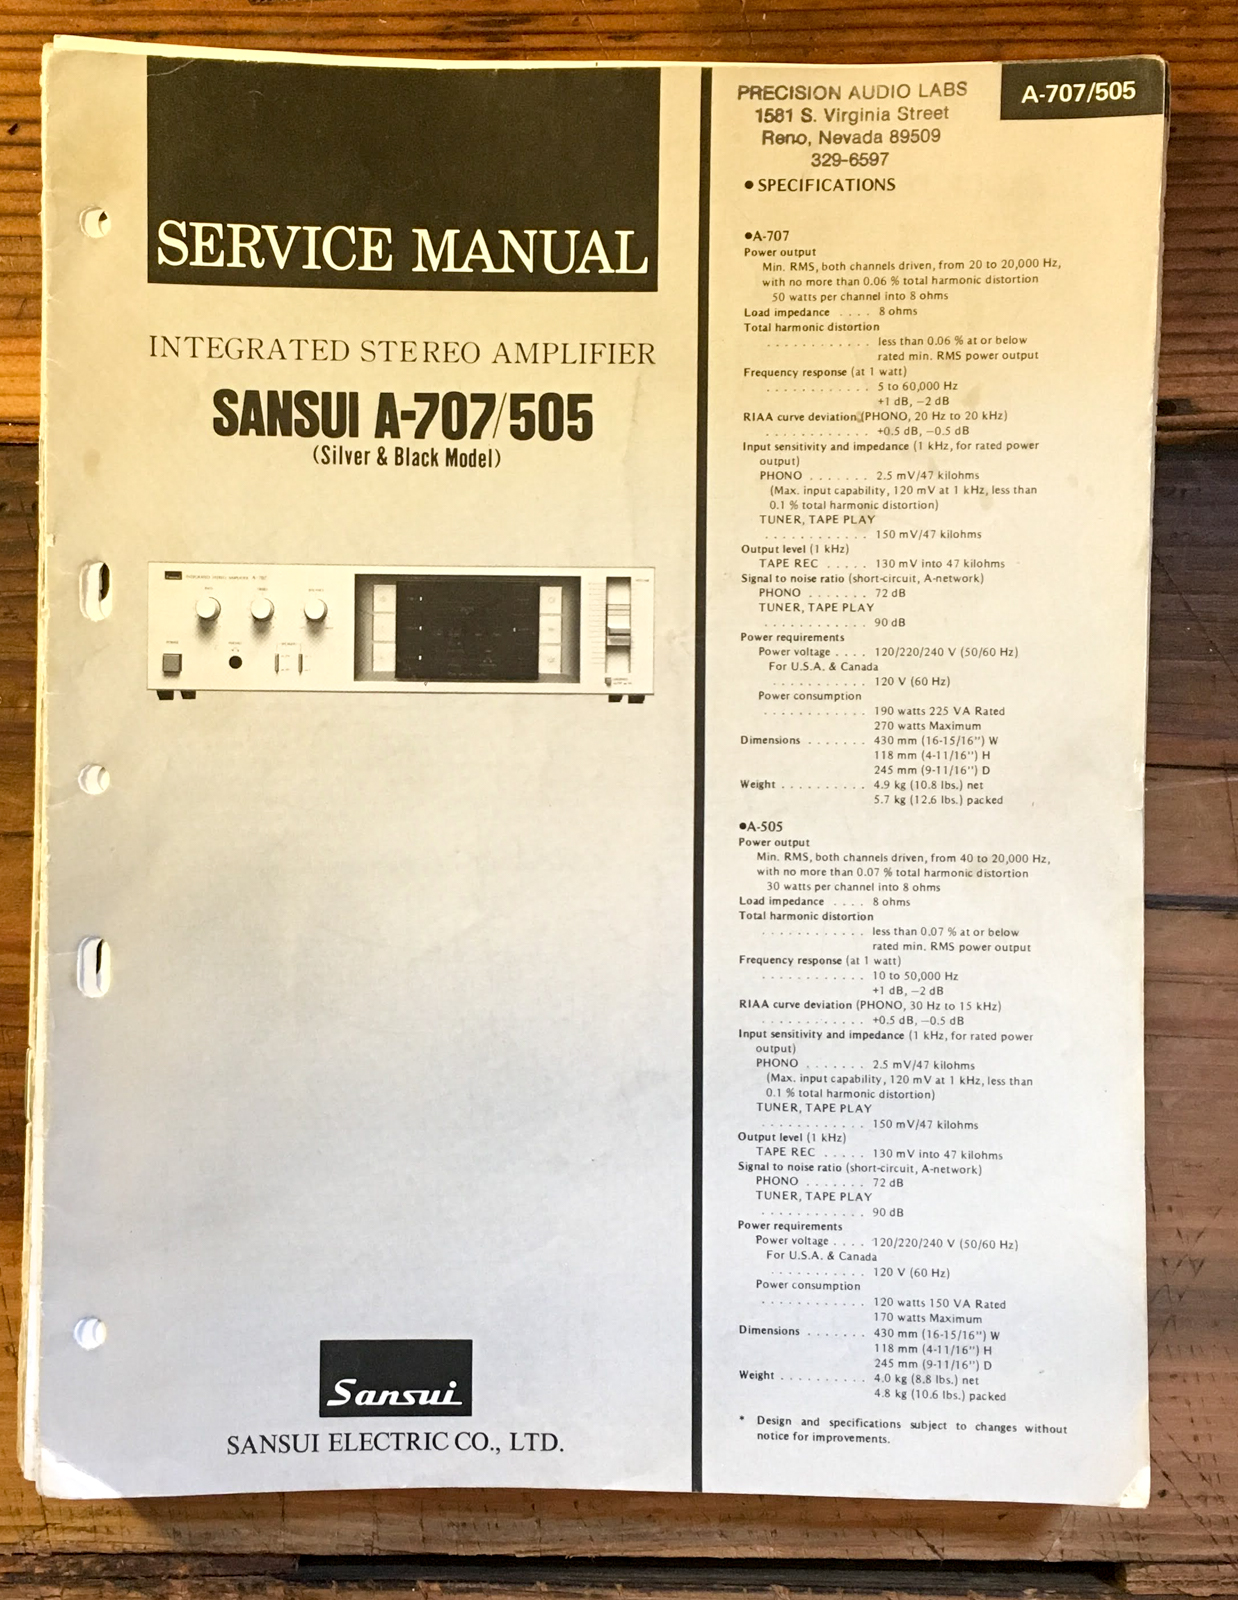 SERVICE MANUAL
INTEGRATED STEREO AMPLIFIER
SANSUI A-707/505
(Silver & Black Model)
Sansui
SANSUI ELECTRIC CO., LTD.
PRECISION AUDIO LABS
1581 S. Virginia Street
Reno, Nevada 89509
329-6597
A-707/505
● SPECIFICATIONS
●A-707
Power output
Min. RMS, both channels driven, from 20 to 20,000 Hz,
with no more than 0.06 % total harmonic distortion
50 watts per channel into 8 ohms
Load impedance . . . . 8 ohms
Total harmonic distortion
. . . . . . . . . . . . less than 0.06 % at or below
rated min. RMS power output
Frequency response (at 1 watt)
. . . . . . . . . . . . 5 to 60,000 Hz
+1 dB, −2 dB
RIAA curve deviation (PHONO, 20 Hz to 20 kHz)
. . . . . . . . . . . . +0.5 dB, −0.5 dB
Input sensitivity and impedance (1 kHz, for rated power
output)
PHONO . . . . . . . 2.5 mV/47 kilohms
(Max. input capability, 120 mV at 1 kHz, less than
0.1 % total harmonic distortion)
TUNER, TAPE PLAY
. . . . . . . . . . . . 150 mV/47 kilohms
Output level (1 kHz)
TAPE REC . . . . . 130 mV into 47 kilohms
Signal to noise ratio (short-circuit, A-network)
PHONO . . . . . . . 72 dB
TUNER, TAPE PLAY
. . . . . . . . . . . . 90 dB
Power requirements
Power voltage . . . . 120/220/240 V (50/60 Hz)
For U.S.A. & Canada
. . . . . . . . . . . 120 V (60 Hz)
Power consumption
. . . . . . . . . . . . 190 watts 225 VA Rated
270 watts Maximum
Dimensions . . . . . . . 430 mm (16-15/16") W
118 mm (4-11/16") H
245 mm (9-11/16") D
Weight . . . . . . . . . . 4.9 kg (10.8 lbs.) net
5.7 kg (12.6 lbs.) packed
●A-505
Power output
Min. RMS, both channels driven, from 40 to 20,000 Hz,
with no more than 0.07 % total harmonic distortion
30 watts per channel into 8 ohms
Load impedance . . . . 8 ohms
Total harmonic distortion
. . . . . . . . . . . . less than 0.07 % at or below
rated min. RMS power output
Frequency response (at 1 watt)
. . . . . . . . . . . . 10 to 50,000 Hz
+1 dB, −2 dB
RIAA curve deviation (PHONO, 30 Hz to 15 kHz)
. . . . . . . . . . . . +0.5 dB, −0.5 dB
Input sensitivity and impedance (1 kHz, for rated power
output)
PHONO . . . . . . . 2.5 mV/47 kilohms
(Max. input capability, 120 mV at 1 kHz, less than
0.1 % total harmonic distortion)
TUNER, TAPE PLAY
. . . . . . . . . . . . 150 mV/47 kilohms
Output level (1 kHz)
TAPE REC . . . . . 130 mV into 47 kilohms
Signal to noise ratio (short-circuit, A-network)
PHONO . . . . . . . 72 dB
TUNER, TAPE PLAY
. . . . . . . . . . . . 90 dB
Power requirements
Power voltage . . . . 120/220/240 V (50/60 Hz)
For U.S.A. & Canada
. . . . . . . . . . . 120 V (60 Hz)
Power consumption
. . . . . . . . . . . . 120 watts 150 VA Rated
170 watts Maximum
Dimensions . . . . . . . 430 mm (16-15/16") W
118 mm (4-11/16") H
245 mm (9-11/16") D
Weight . . . . . . . . . . 4.0 kg (8.8 lbs.) net
4.8 kg (10.6 lbs.) packed
* Design and specifications subject to changes without
notice for improvements.